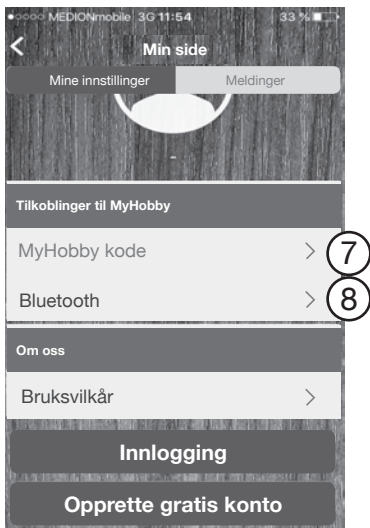 MEDIONmobile 3G 11:54 33 %
Min side
Mine innstillinger Meldinger
-
Tilkoblinger til MyHobby
MyHobby kode > 7
Bluetooth > 8
Om oss
Bruksvilkår >
Innlogging
Opprette gratis konto